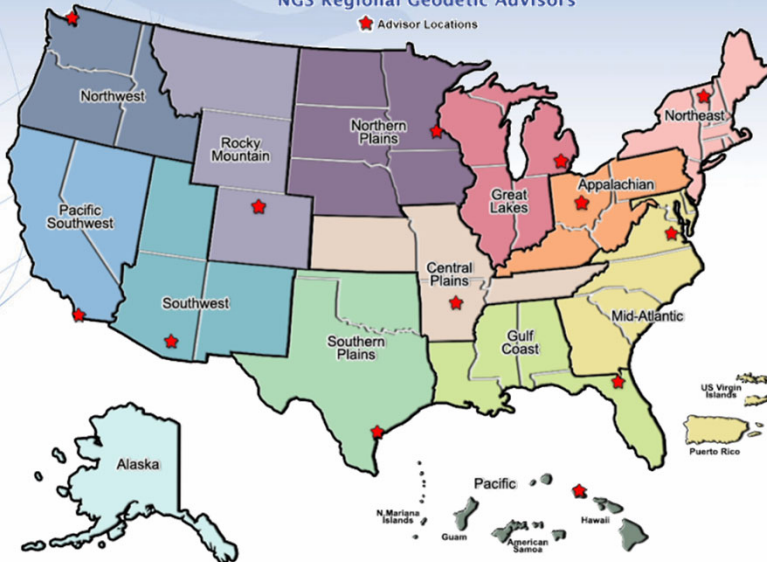 NGS Regional Geodetic Advisors
Advisor Locations
Northwest
Rocky
Mountain
Northern
Plains
Northeast
Great
Lakes
Appalachian
Pacific
Southwest
Central
Plains
Southwest
Southern
Plains
Gulf
Coast
Mid-Atlantic
US Virgin
Islands
Puerto Rico
Alaska
Pacific
N.Mariana
Islands
Guam
American
Samoa
Hawaii